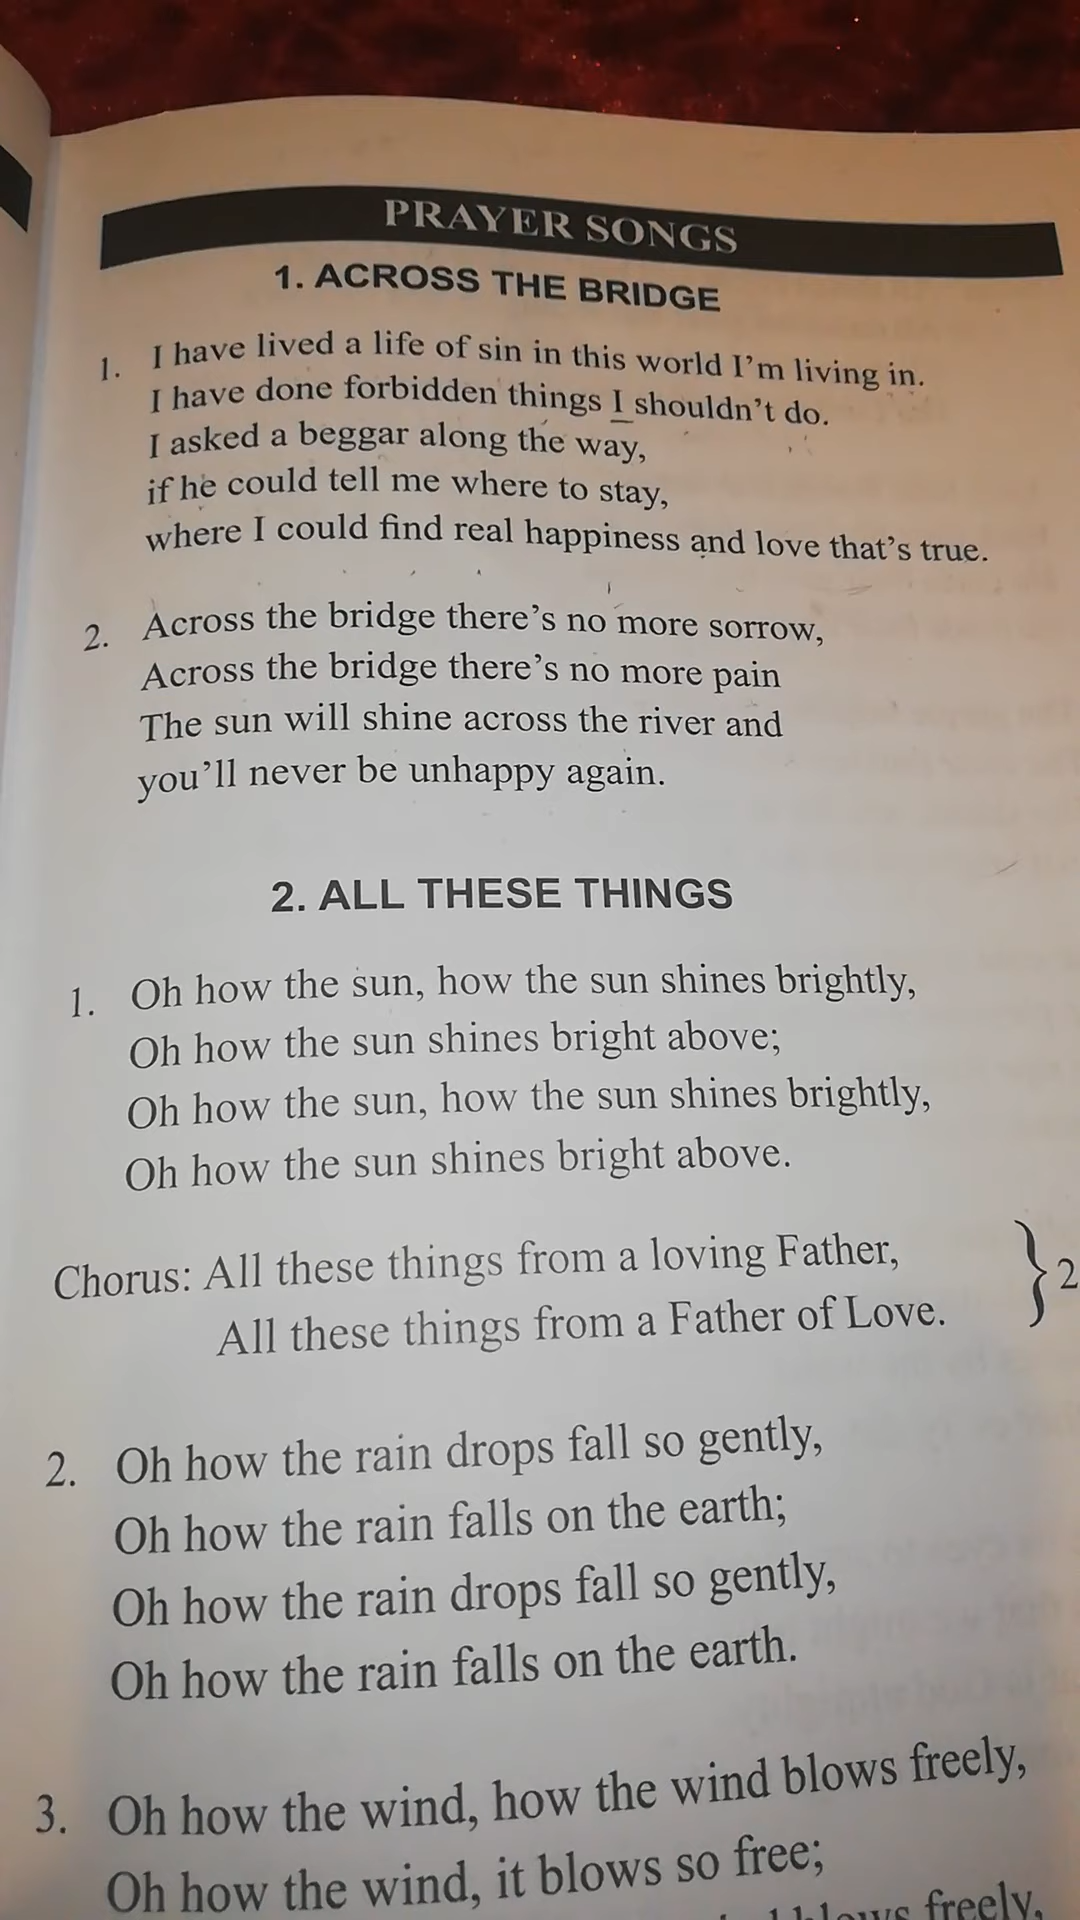 PRAYER SONGS
1. ACROSS THE BRIDGE
1. I have lived a life of sin in this world I'm living in.
I have done forbidden things I shouldn't do.
I asked a beggar along the way,
if he could tell me where to stay,
where I could find real happiness and love that's true.
2. Across the bridge there's no more sorrow,
Across the bridge there's no more pain
The sun will shine across the river and
you'll never be unhappy again.
2. ALL THESE THINGS
1. Oh how the sun, how the sun shines brightly,
Oh how the sun shines bright above;
Oh how the sun, how the sun shines brightly,
Oh how the sun shines bright above.
Chorus: All these things from a loving Father,
All these things from a Father of Love. } 2
2. Oh how the rain drops fall so gently,
Oh how the rain falls on the earth;
Oh how the rain drops fall so gently,
Oh how the rain falls on the earth.
3. Oh how the wind, how the wind blows freely,
Oh how the wind, it blows so free;
blows freely,